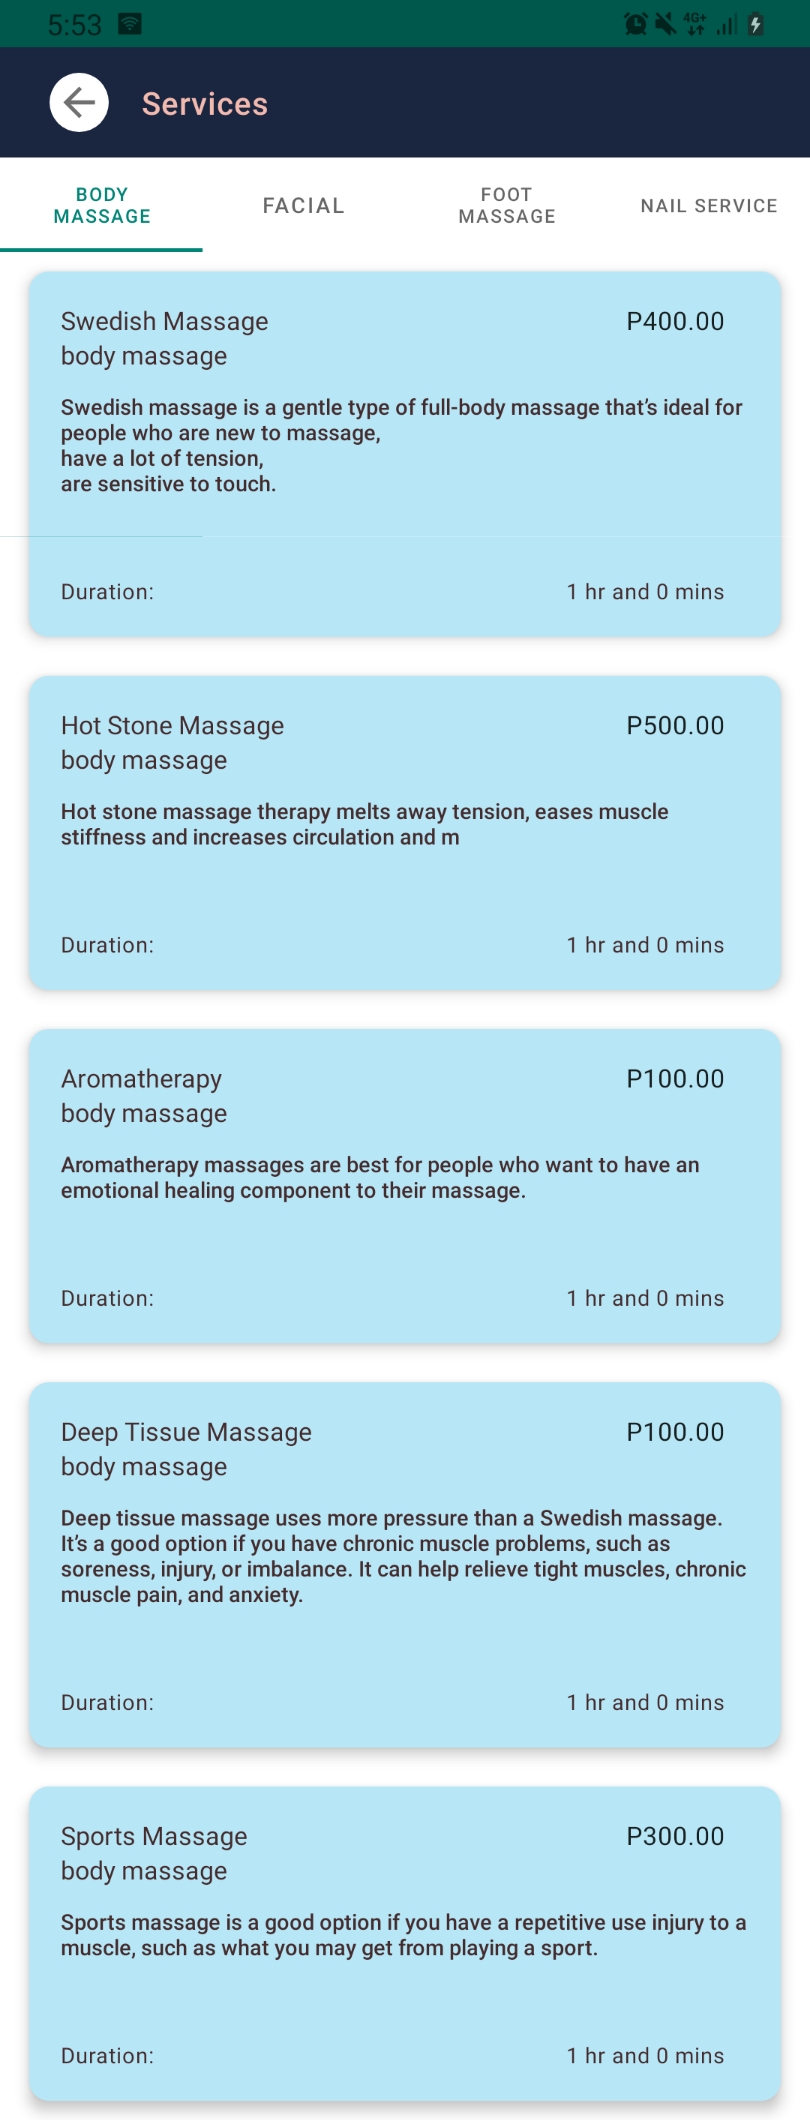 5:53
4G+
Services
BODY
MASSAGE
FACIAL
FOOT
MASSAGE
NAIL SERVICE
Swedish Massage P400.00
body massage
Swedish massage is a gentle type of full-body massage that’s ideal for
people who are new to massage,
have a lot of tension,
are sensitive to touch.
Duration: 1 hr and 0 mins
Hot Stone Massage P500.00
body massage
Hot stone massage therapy melts away tension, eases muscle
stiffness and increases circulation and m
Duration: 1 hr and 0 mins
Aromatherapy P100.00
body massage
Aromatherapy massages are best for people who want to have an
emotional healing component to their massage.
Duration: 1 hr and 0 mins
Deep Tissue Massage P100.00
body massage
Deep tissue massage uses more pressure than a Swedish massage.
It’s a good option if you have chronic muscle problems, such as
soreness, injury, or imbalance. It can help relieve tight muscles, chronic
muscle pain, and anxiety.
Duration: 1 hr and 0 mins
Sports Massage P300.00
body massage
Sports massage is a good option if you have a repetitive use injury to a
muscle, such as what you may get from playing a sport.
Duration: 1 hr and 0 mins